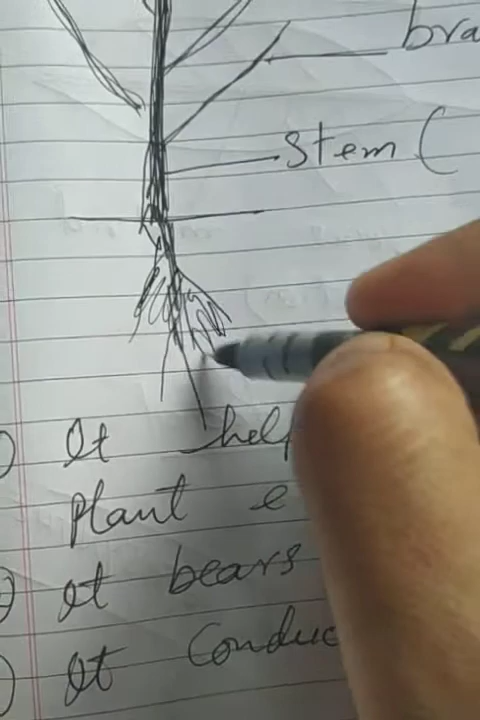 bra
stem (
It help
Plant e
It bears
It Conduc